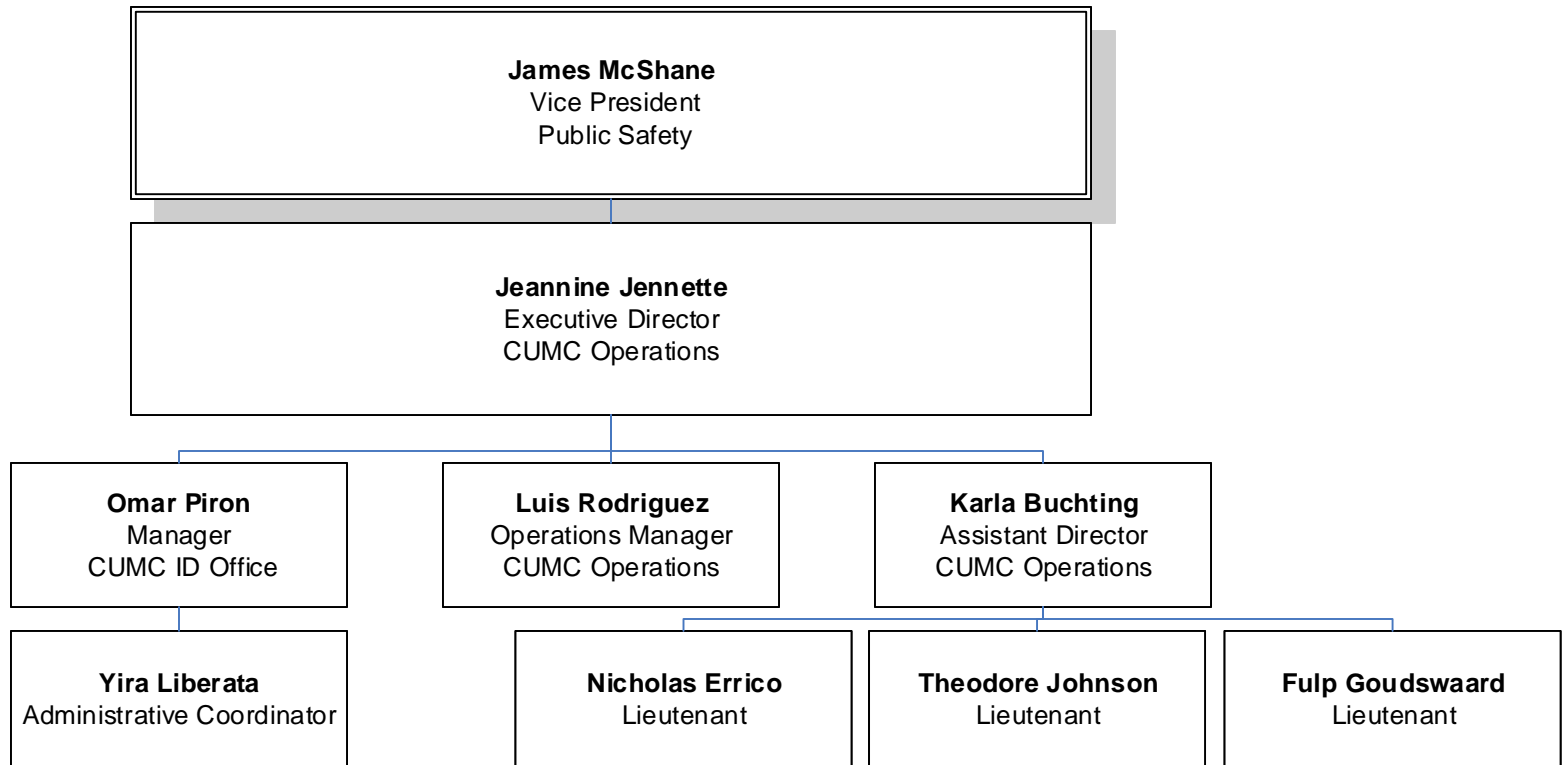 James McShane
Vice President
Public Safety
Jeannine Jennette
Executive Director
CUMC Operations
Omar Piron
Manager
CUMC ID Office
Luis Rodriguez
Operations Manager
CUMC Operations
Karla Buchting
Assistant Director
CUMC Operations
Yira Liberata
Administrative Coordinator
Nicholas Errico
Lieutenant
Theodore Johnson
Lieutenant
Fulp Goudswaard
Lieutenant